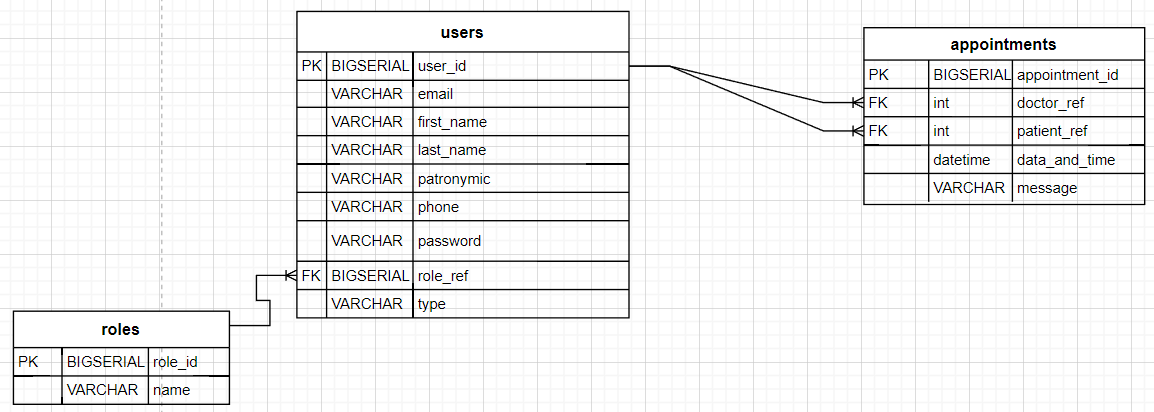 users
PK BIGSERIAL user_id
VARCHAR email
VARCHAR first_name
VARCHAR last_name
VARCHAR patronymic
VARCHAR phone
VARCHAR password
FK BIGSERIAL role_ref
VARCHAR type
appointments
PK BIGSERIAL appointment_id
FK int doctor_ref
FK int patient_ref
datetime data_and_time
VARCHAR message
roles
PK BIGSERIAL role_id
VARCHAR name